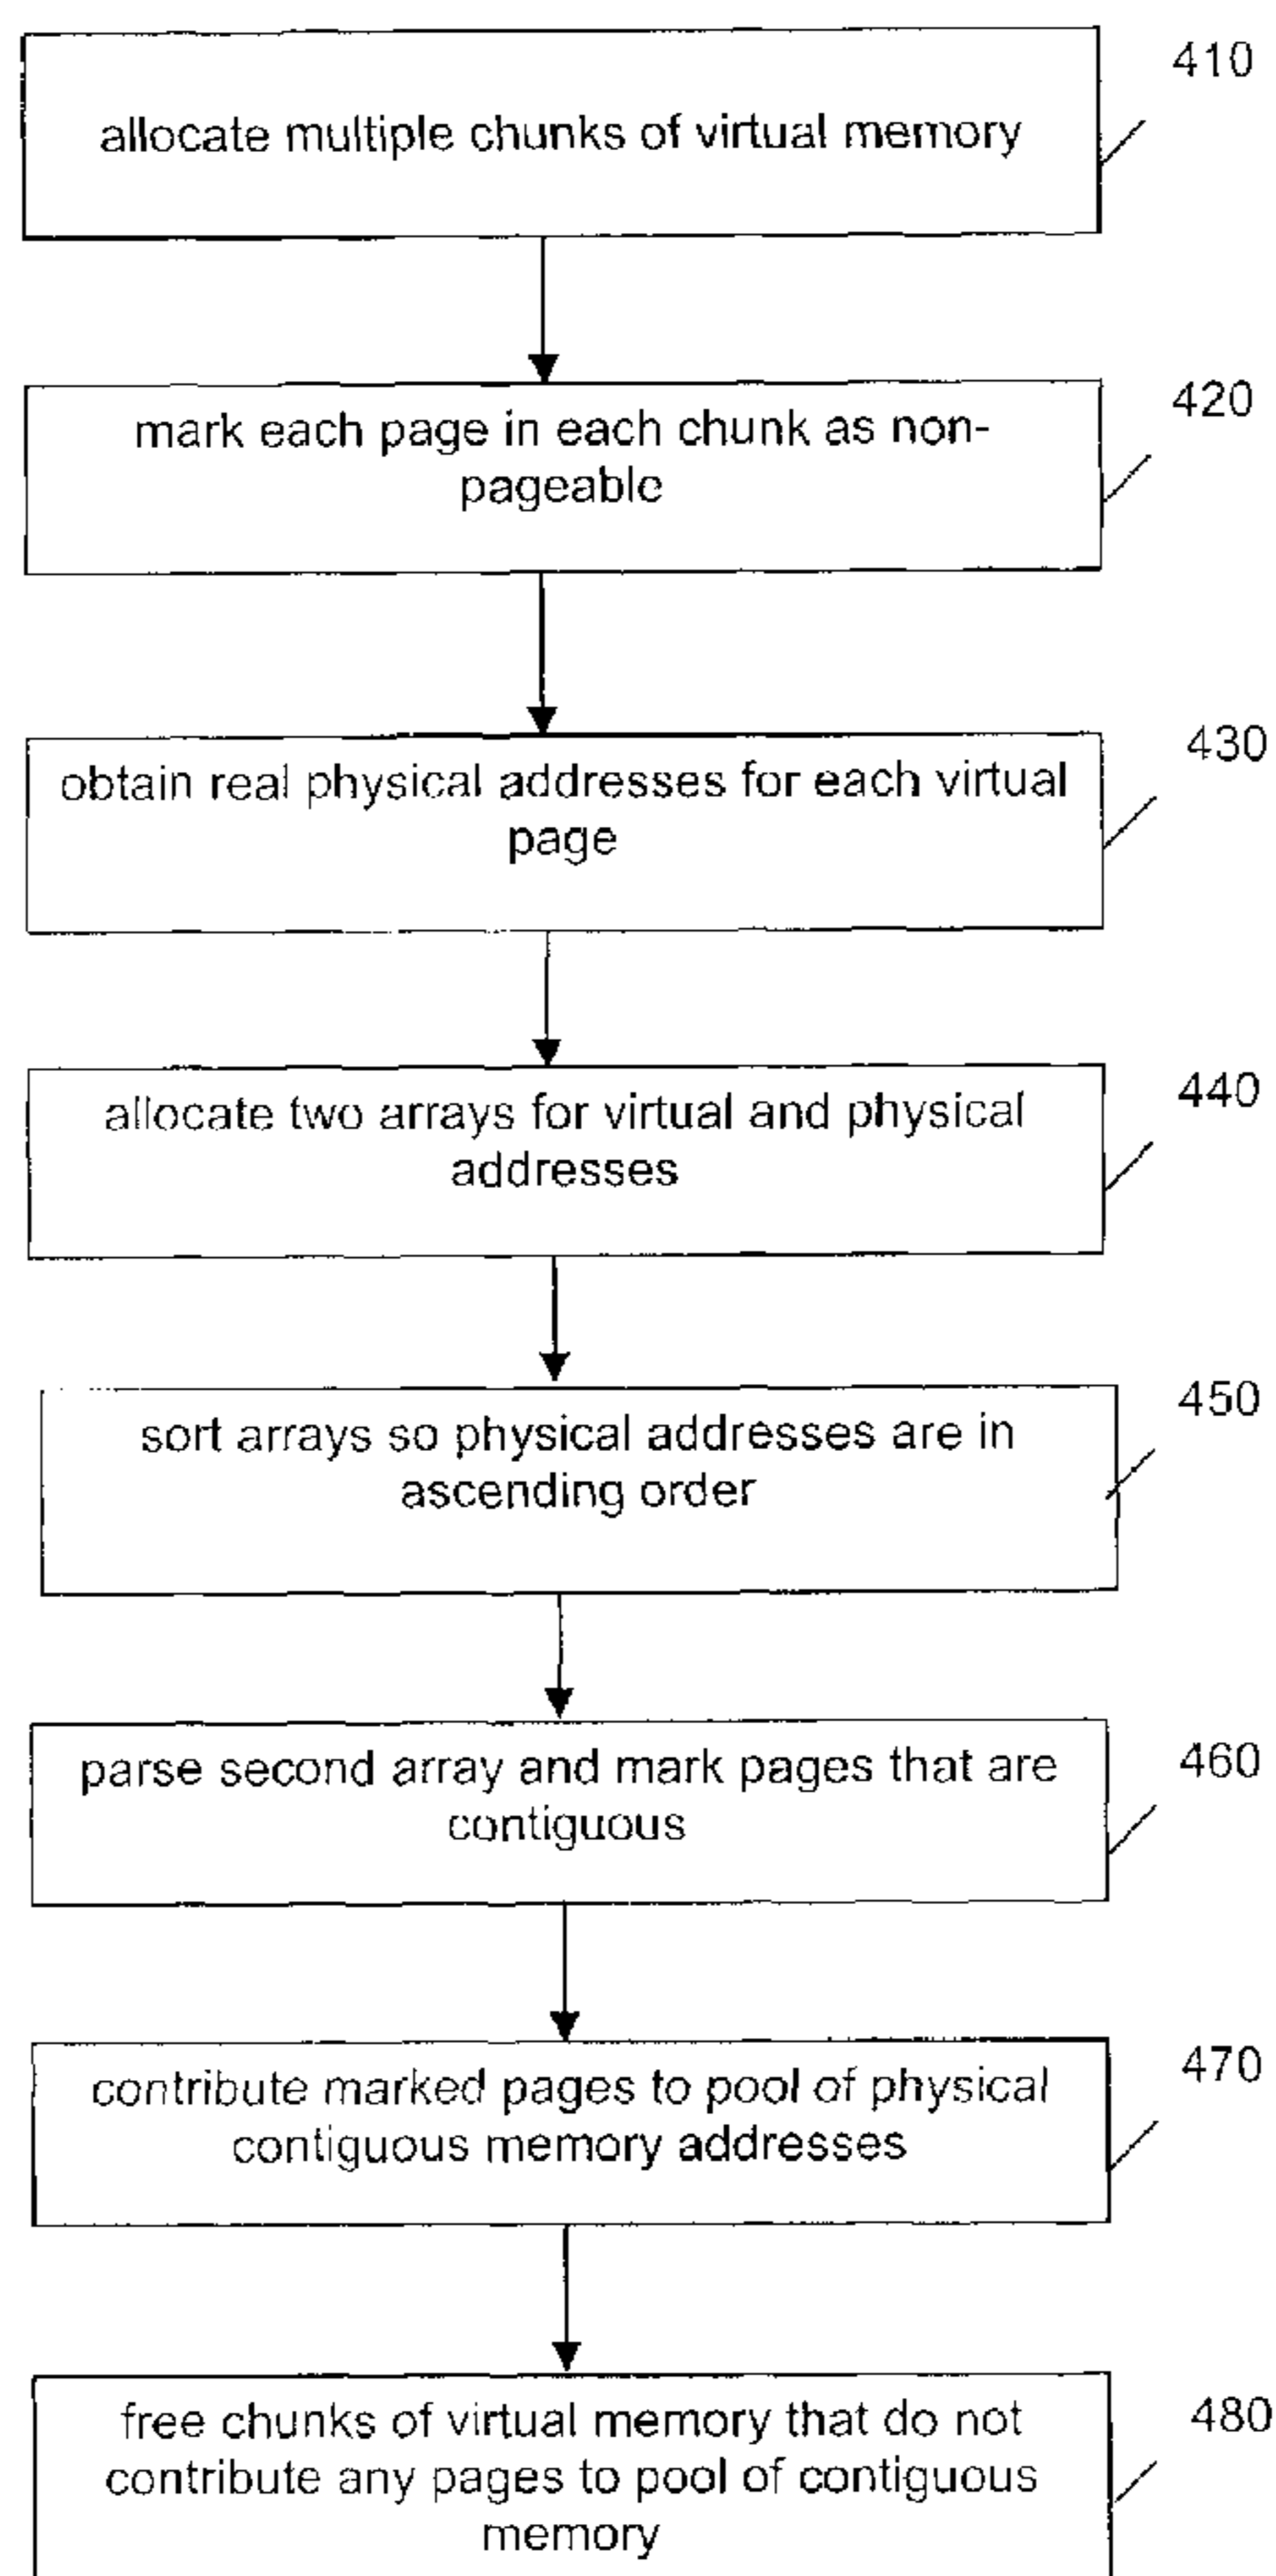 410
allocate multiple chunks of virtual memory
420
mark each page in each chunk as non-
pageable
430
obtain real physical addresses for each virtual
page
440
allocate two arrays for virtual and physical
addresses
450
sort arrays so physical addresses are in
ascending order
460
parse second array and mark pages that are
contiguous
470
contribute marked pages to pool of physical
contiguous memory addresses
480
free chunks of virtual memory that do not
contribute any pages to pool of contiguous
memory